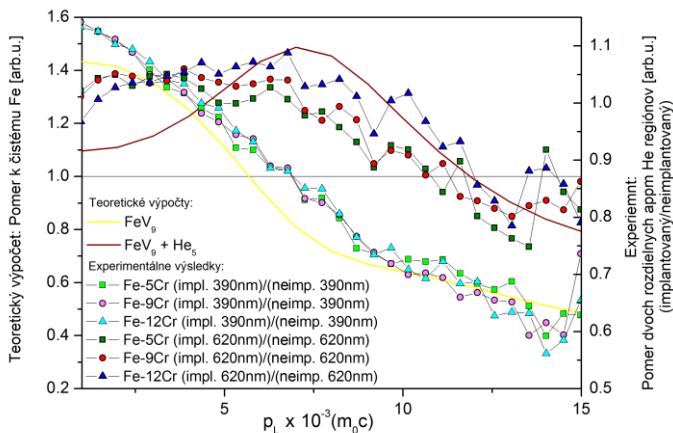 Teoretický výpočet: Pomer k čistému Fe [arb.u.]
1.6
1.4
1.2
1.0
0.8
0.6
0.4
0.2
Teoretické výpočty:
FeV9
FeV9 + He5
Experimentálne výsledky:
Fe-5Cr (impl. 390nm)/(neimp. 390nm)
Fe-9Cr (impl. 390nm)/(neimp. 390nm)
Fe-12Cr (impl. 390nm)/(neimp. 390nm)
Fe-5Cr (impl. 620nm)/(neimp. 620nm)
Fe-9Cr (impl. 620nm)/(neimp. 620nm)
Fe-12Cr (impl. 620nm)/(neimp. 620nm)
5
10
15
pL x 10-3(m0c)
1.1
1.0
0.9
0.8
0.7
0.6
0.5
Experiemnt:
Pomer dvoch rozdielnych appm He regiónov [arb.u.]
(implantovaný/neimplantovaný)